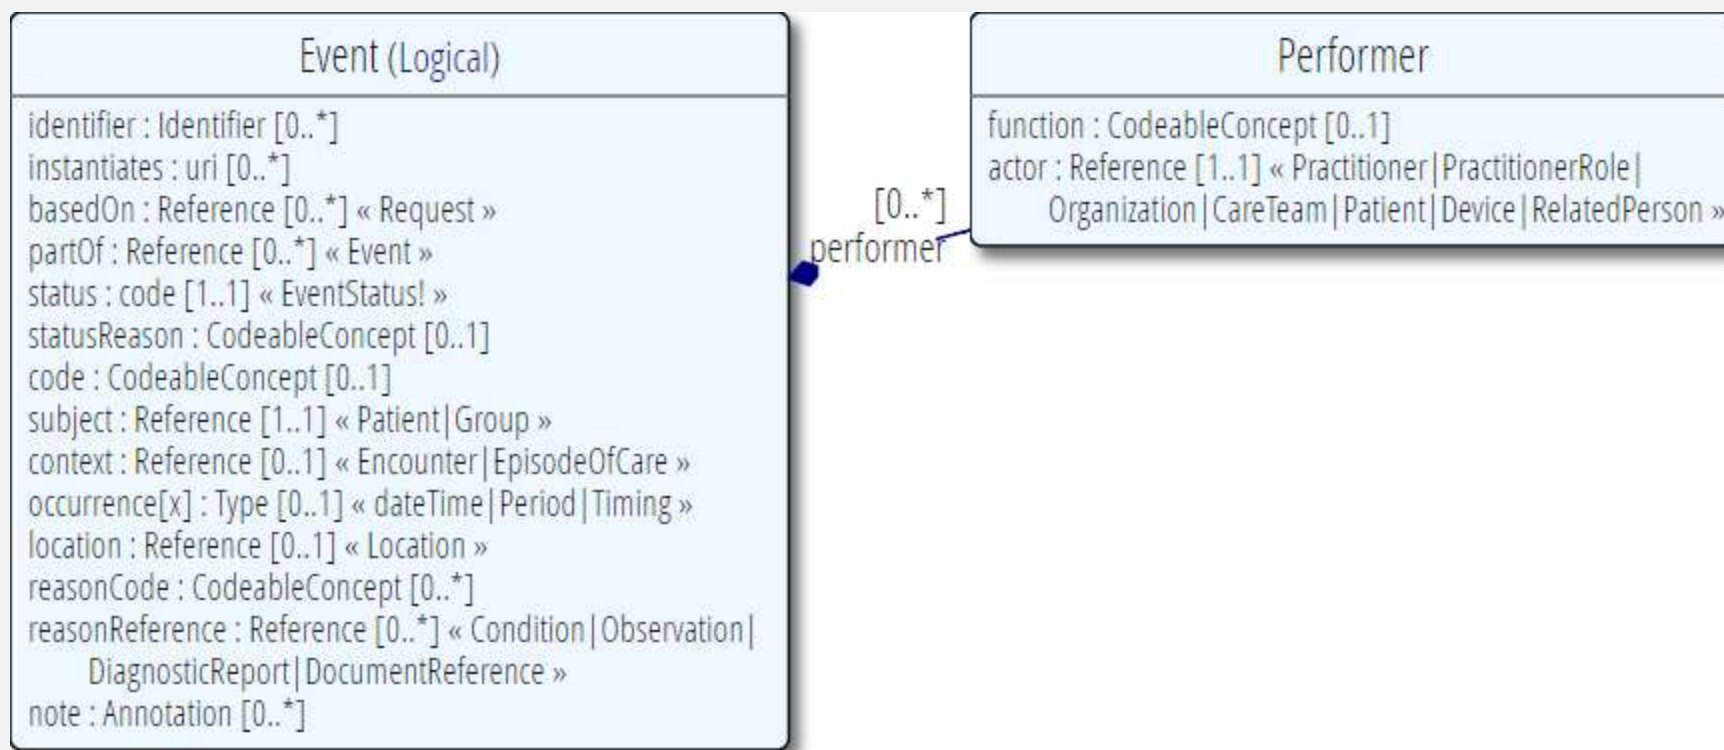 Event (Logical)
identifier : Identifier [0..*]
instantiates : uri [0..*]
basedOn : Reference [0..*] « Request »
partOf : Reference [0..*] « Event »
status : code [1..1] « EventStatus! »
statusReason : CodeableConcept [0..1]
code : CodeableConcept [0..1]
subject : Reference [1..1] « Patient|Group »
context : Reference [0..1] « Encounter|EpisodeOfCare »
occurrence[x] : Type [0..1] « dateTime|Period|Timing »
location : Reference [0..1] « Location »
reasonCode : CodeableConcept [0..*]
reasonReference : Reference [0..*] « Condition|Observation|
DiagnosticReport|DocumentReference »
note : Annotation [0..*]
[0..*]
performer
Performer
function : CodeableConcept [0..1]
actor : Reference [1..1] « Practitioner|PractitionerRole|
Organization|CareTeam|Patient|Device|RelatedPerson »